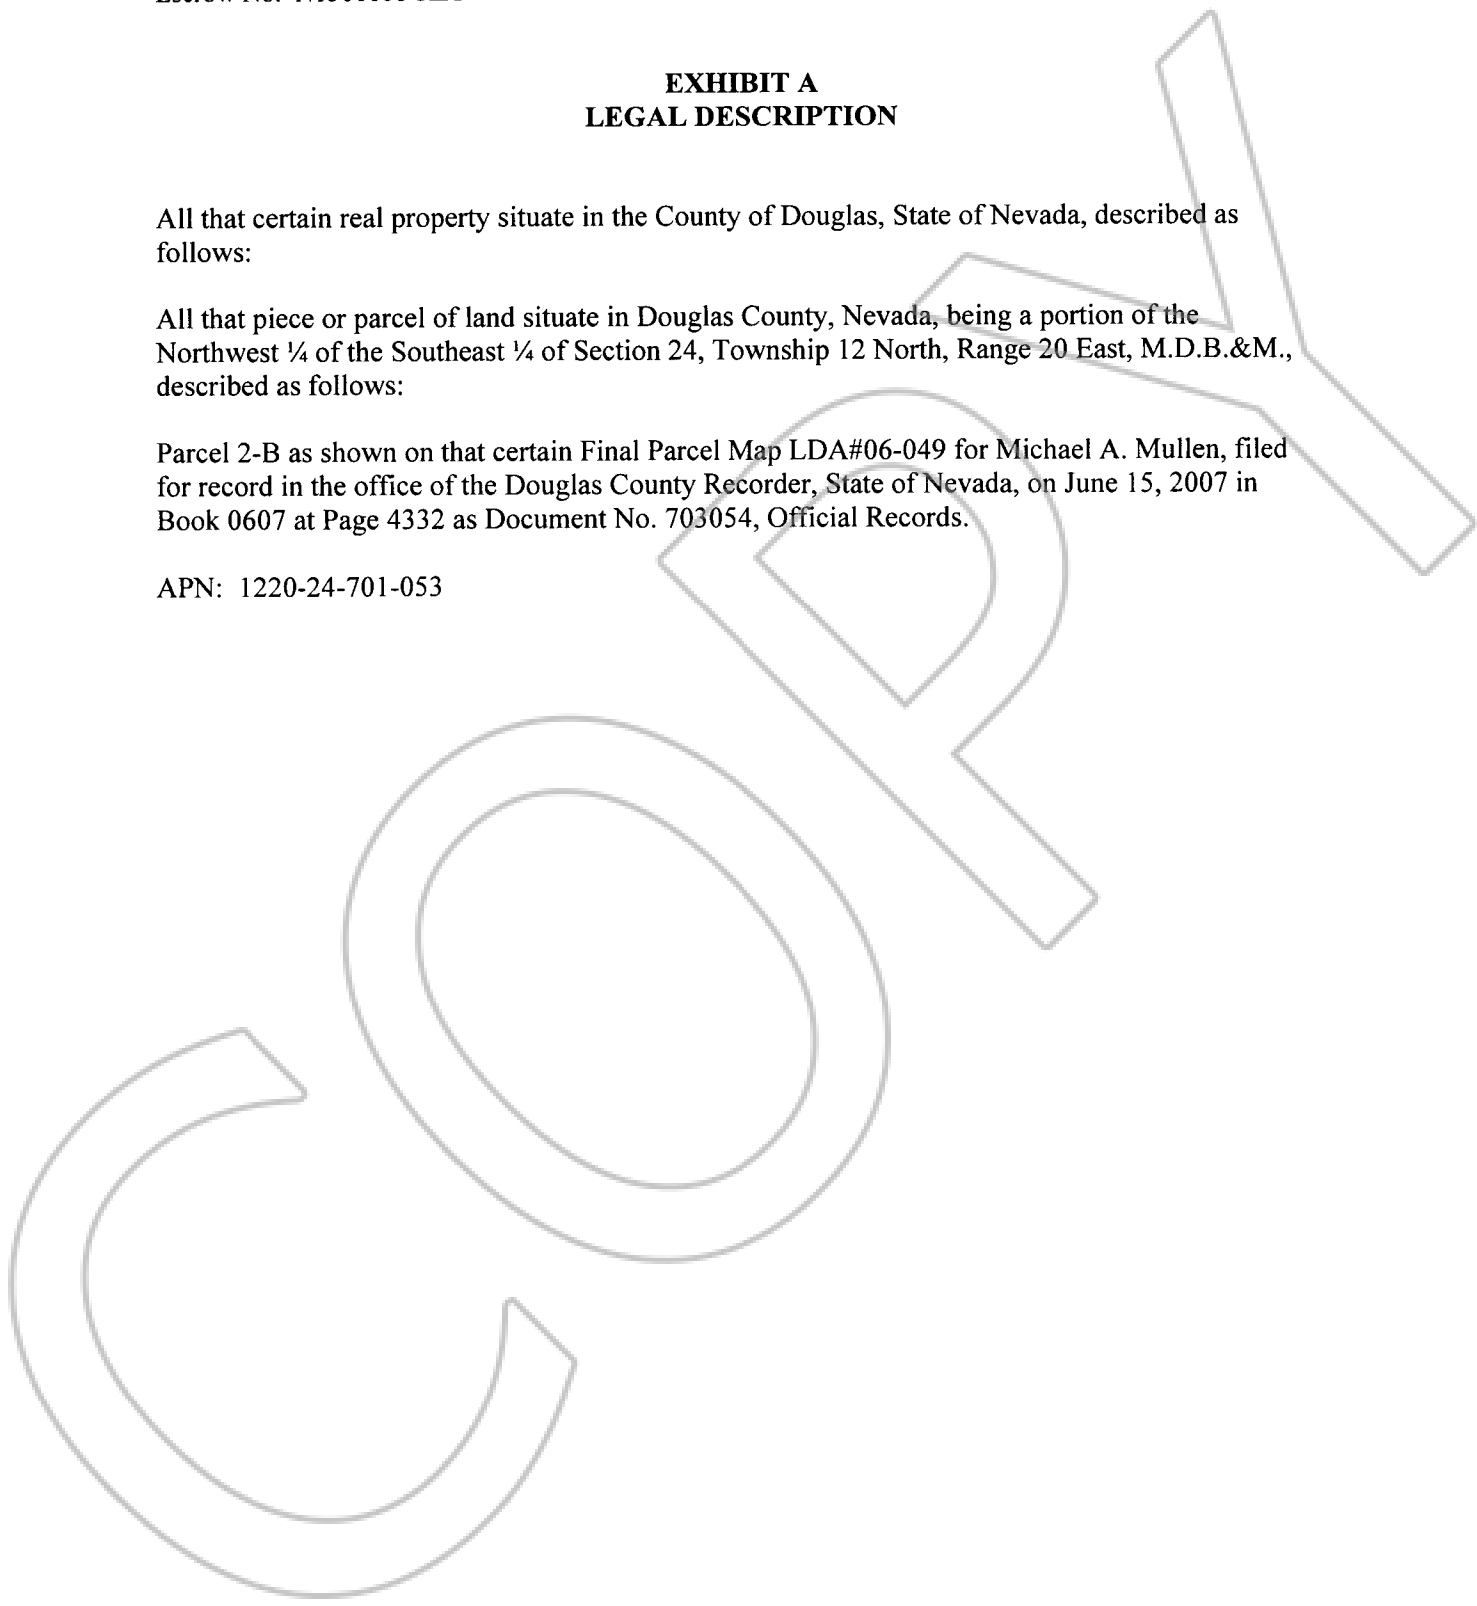 EXHIBIT A
LEGAL DESCRIPTION
All that certain real property situate in the County of Douglas, State of Nevada, described as
follows:
All that piece or parcel of land situate in Douglas County, Nevada, being a portion of the
Northwest ¼ of the Southeast ¼ of Section 24, Township 12 North, Range 20 East, M.D.B.&M.,
described as follows:
Parcel 2-B as shown on that certain Final Parcel Map LDA#06-049 for Michael A. Mullen, filed
for record in the office of the Douglas County Recorder, State of Nevada, on June 15, 2007 in
Book 0607 at Page 4332 as Document No. 703054, Official Records.
APN: 1220-24-701-053
COPY